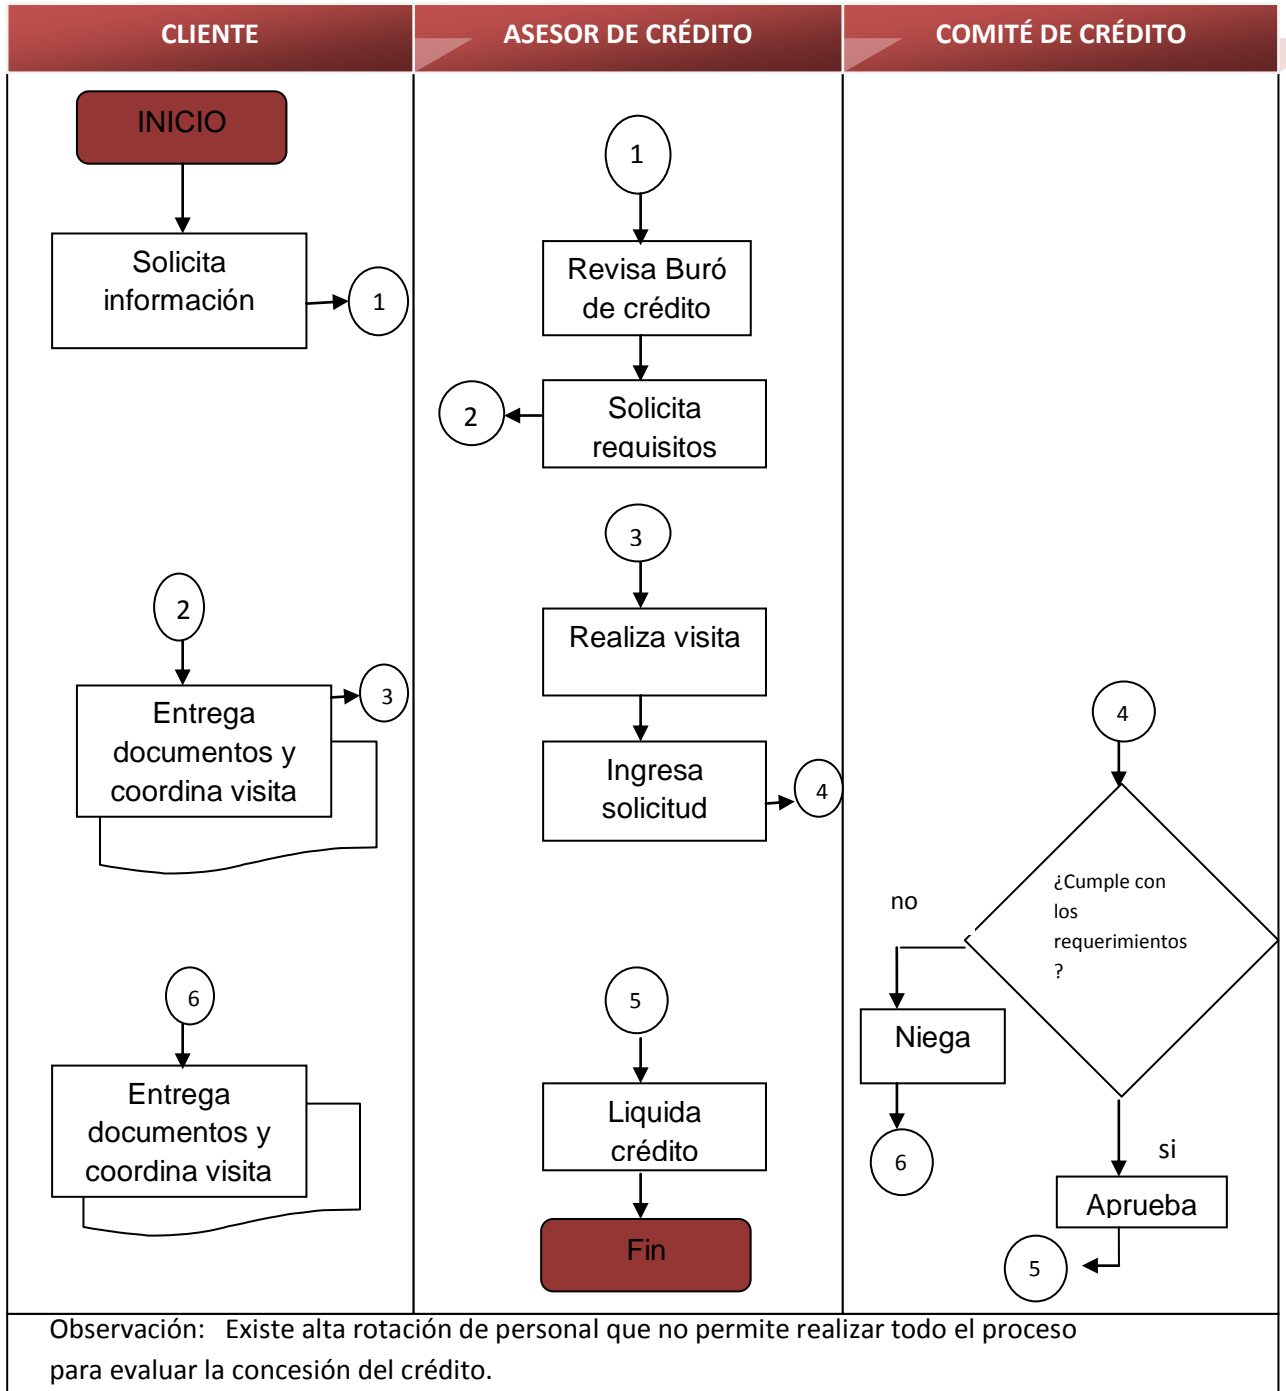 CLIENTE
ASESOR DE CRÉDITO
COMITÉ DE CRÉDITO
INICIO
Solicita
información
1
1
Revisa Buró
de crédito
Solicita
requisitos
2
2
Entrega
documentos y
coordina visita
3
3
Realiza visita
Ingresa
solicitud
4
4
¿Cumple con
los
requerimientos
?
no
Niega
6
si
Aprueba
5
6
Entrega
documentos y
coordina visita
5
Liquida
crédito
Fin
Observación: Existe alta rotación de personal que no permite realizar todo el proceso
para evaluar la concesión del crédito.